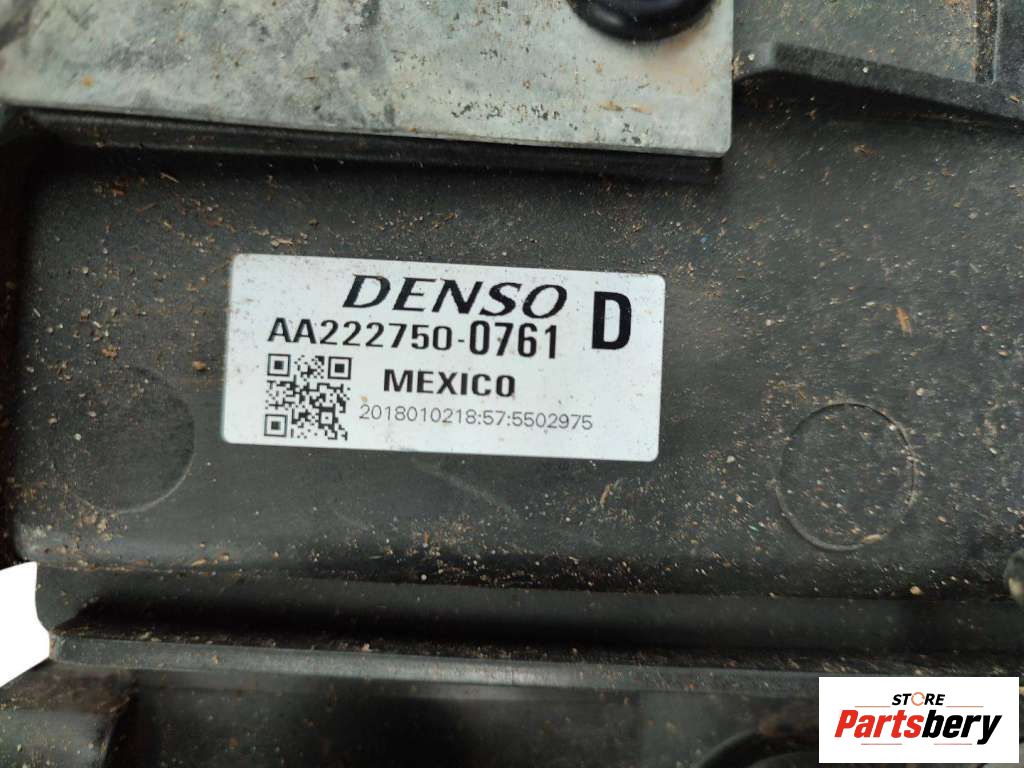 DENSO D
AA222750-0761
MEXICO
2018010218:57:5502975
STORE
Partsbery